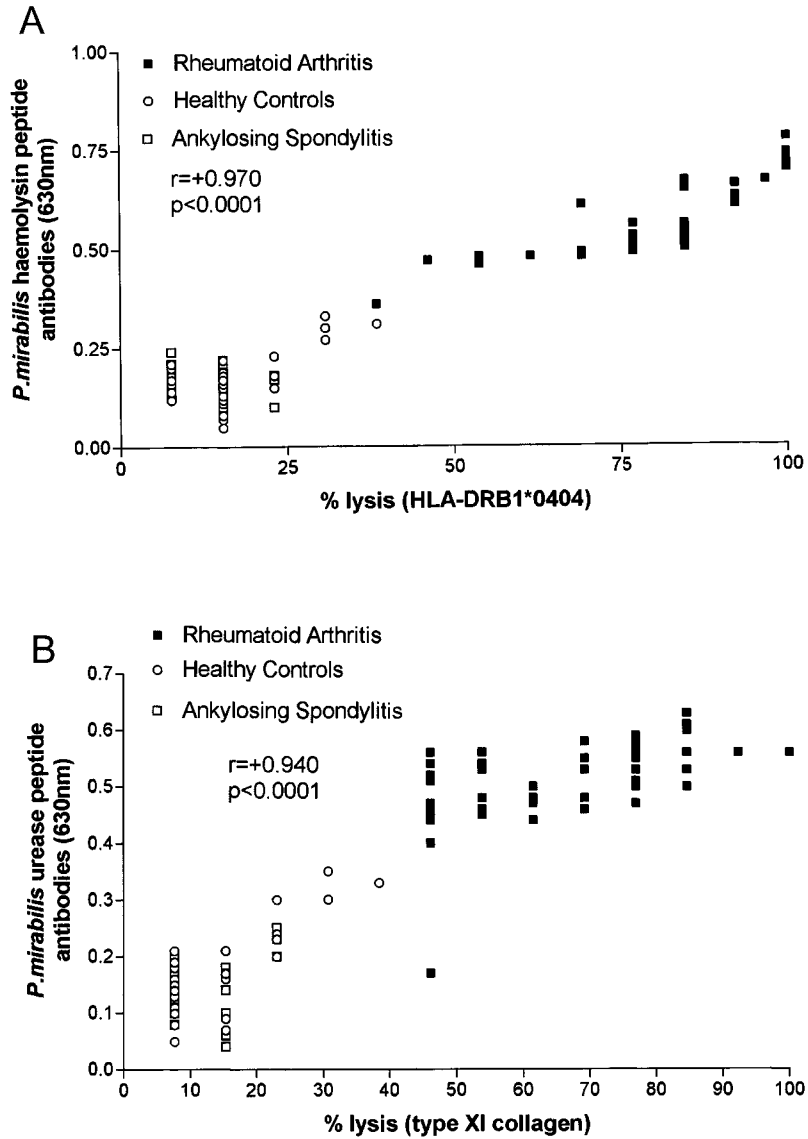 A
P.mirabilis haemolysin peptide
antibodies (630nm)
1.00
0.75
0.50
0.25
0.00
Rheumatoid Arthritis
Healthy Controls
Ankylosing Spondylitis
r=+0.970
p<0.0001
0 25 50 75 100
% lysis (HLA-DRB1*0404)
B
P.mirabilis urease peptide
antibodies (630nm)
0.7
0.6
0.5
0.4
0.3
0.2
0.1
0.0
Rheumatoid Arthritis
Healthy Controls
Ankylosing Spondylitis
r=+0.940
p<0.0001
0 10 20 30 40 50 60 70 80 90 100
% lysis (type XI collagen)